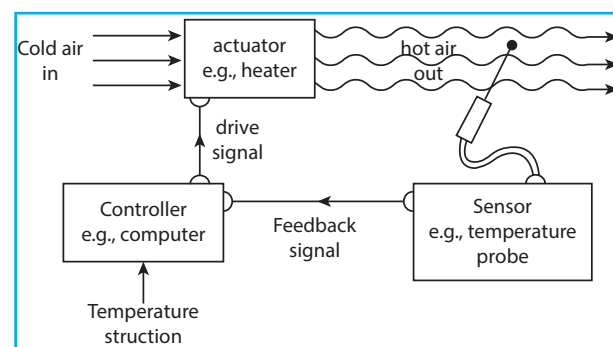 Cold air
in
actuator
e.g., heater
hot air
out
drive
signal
Controller
e.g., computer
Feedback
signal
Sensor
e.g., temperature
probe
Temperature
struction